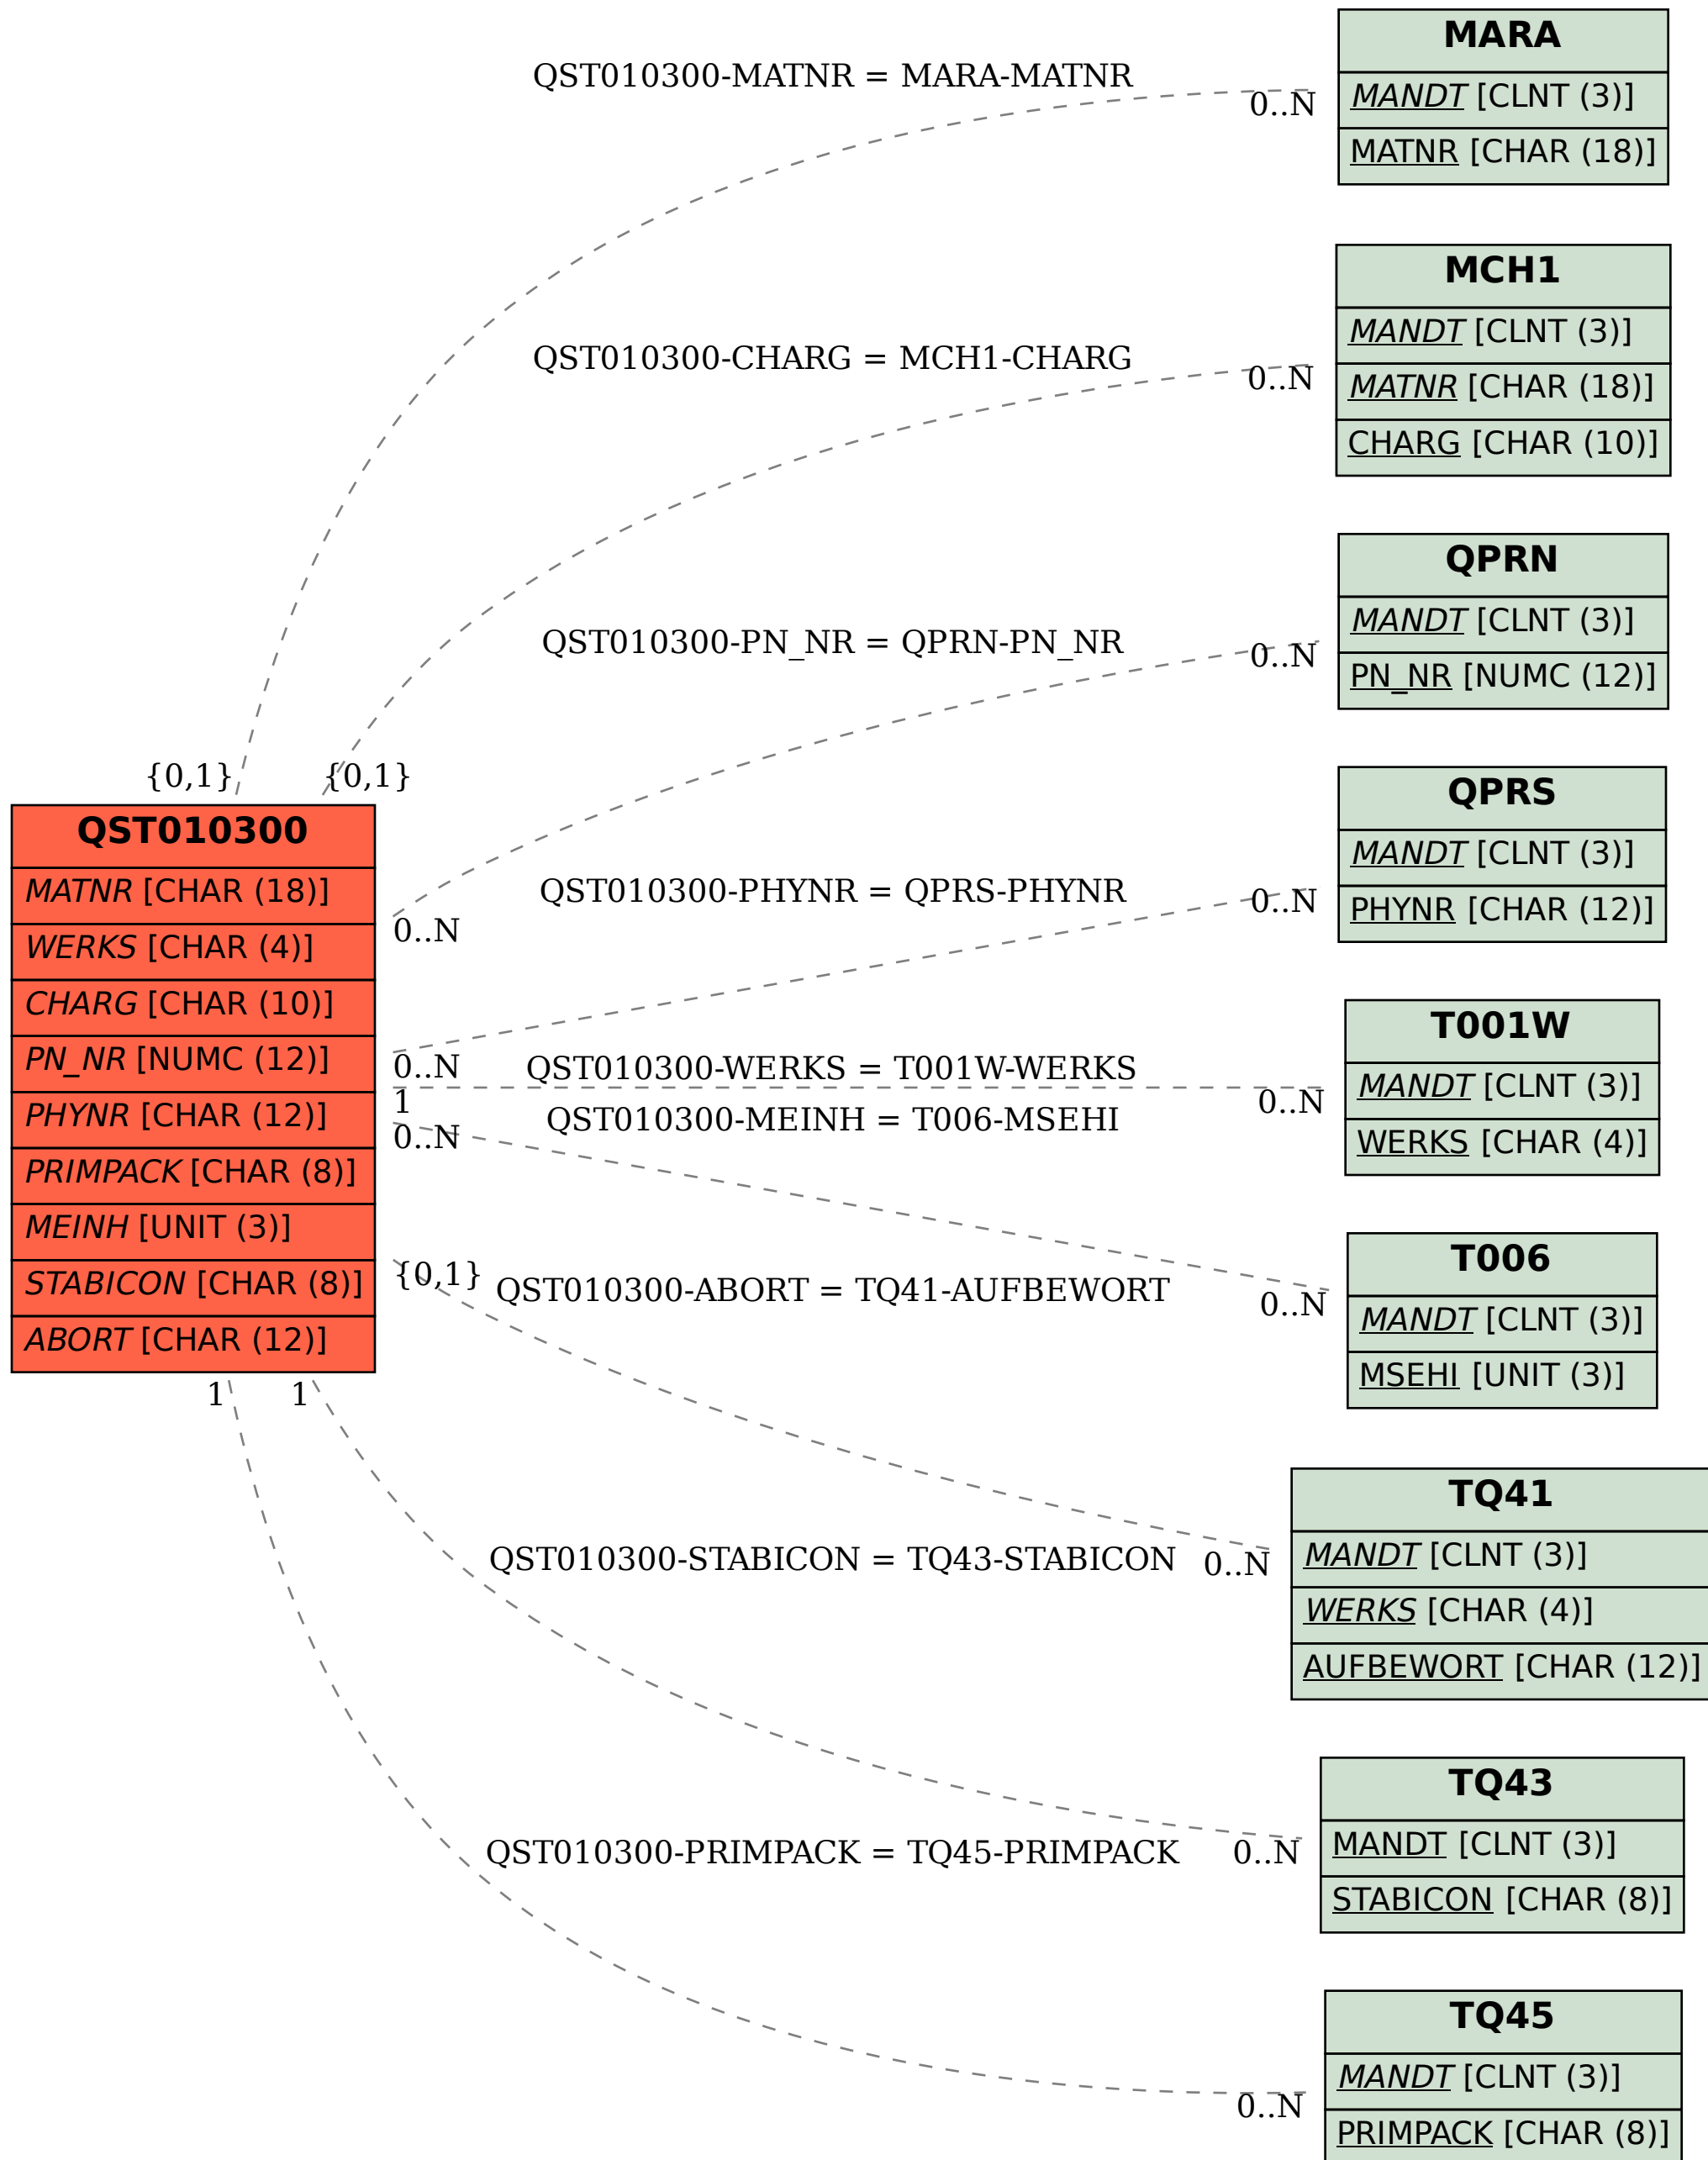 MARA
MANDT [CLNT (3)]
MATNR [CHAR (18)]
QST010300-MATNR = MARA-MATNR
0..N
{0,1}
MCH1
MANDT [CLNT (3)]
MATNR [CHAR (18)]
CHARG [CHAR (10)]
QST010300-CHARG = MCH1-CHARG
0..N
{0,1}
QPRN
MANDT [CLNT (3)]
PN_NR [NUMC (12)]
QST010300-PN_NR = QPRN-PN_NR
0..N
0..N
QPRS
MANDT [CLNT (3)]
PHYNR [CHAR (12)]
QST010300-PHYNR = QPRS-PHYNR
0..N
0..N
QST010300
MATNR [CHAR (18)]
WERKS [CHAR (4)]
CHARG [CHAR (10)]
PN_NR [NUMC (12)]
PHYNR [CHAR (12)]
PRIMPACK [CHAR (8)]
MEINH [UNIT (3)]
STABICON [CHAR (8)]
ABORT [CHAR (12)]
T001W
MANDT [CLNT (3)]
WERKS [CHAR (4)]
QST010300-WERKS = T001W-WERKS
0..N
1
T006
MANDT [CLNT (3)]
MSEHI [UNIT (3)]
QST010300-MEINH = T006-MSEHI
0..N
0..N
TQ41
MANDT [CLNT (3)]
WERKS [CHAR (4)]
AUFBEWORT [CHAR (12)]
QST010300-ABORT = TQ41-AUFBEWORT
0..N
{0,1}
TQ43
MANDT [CLNT (3)]
STABICON [CHAR (8)]
QST010300-STABICON = TQ43-STABICON
0..N
1
TQ45
MANDT [CLNT (3)]
PRIMPACK [CHAR (8)]
QST010300-PRIMPACK = TQ45-PRIMPACK
0..N
1